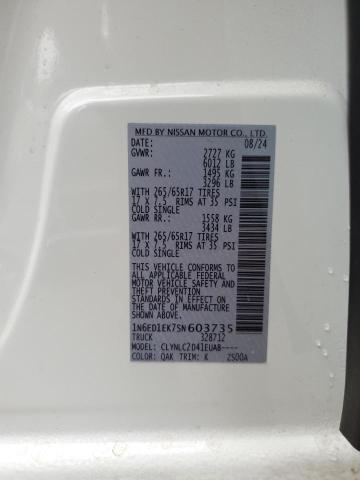 MFD BY NISSAN MOTOR CO., LTD.
DATE: 08/24
GVWR: 2727 KG
6012 LB
GAWR FR.: 1495 KG
3296 LB
WITH 265/65R17 TIRES
17 X 7.5 RIMS AT 35 PSI
COLD SINGLE
GAWR RR.: 1558 KG
3434 LB
WITH 265/65R17 TIRES
17 X 7.5 RIMS AT 35 PSI
COLD SINGLE
THIS VEHICLE CONFORMS TO
ALL APPLICABLE FEDERAL
MOTOR VEHICLE SAFETY AND
THEFT PREVENTION
STANDARDS IN EFFECT ON THE
DATE OF MANUFACTURE
SHOWN ABOVE.
1N6ED1EK7SN603735
TRUCK 328712
MODEL: CLYNLCZD41EUAB----
COLOR: QAK TRIM: K 2500A